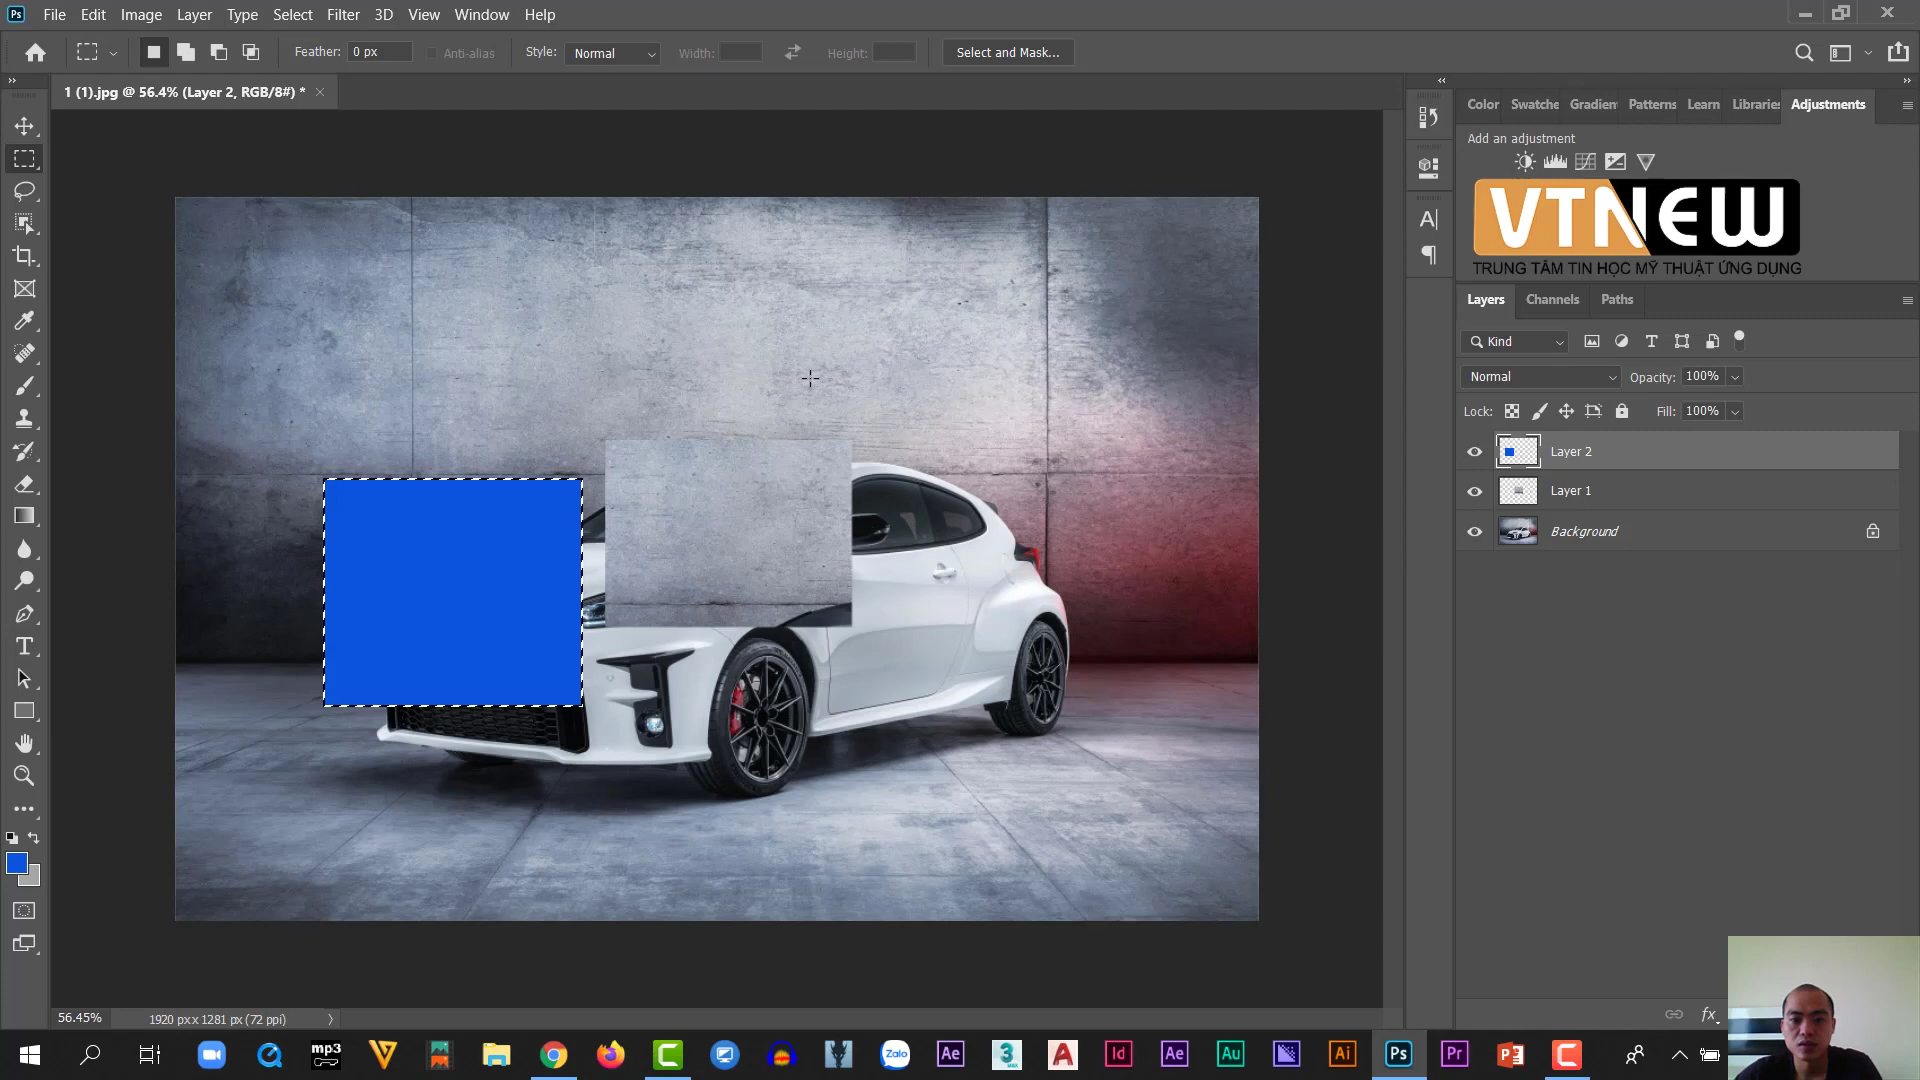 Ps File Edit Image Layer Type Select Filter 3D View Window Help
Feather: 0 px Anti-alias Style: Normal Width: Height: Select and Mask...
1 (1).jpg @ 56.4% (Layer 2, RGB/8#) *
Color Swatche Gradien Patterns Learn Libraries Adjustments
Add an adjustment
VTNEW
TRUNG TÂM TIN HỌC MỸ THUẬT ỨNG DỤNG
Layers Channels Paths
Kind
Normal Opacity: 100%
Lock: Fill: 100%
Layer 2
Layer 1
Background
fx
56.45% 1920 px x 1281 px (72 ppi)
mp3 Zalo Ae 3 Id Ae Au Ai Ps Pr